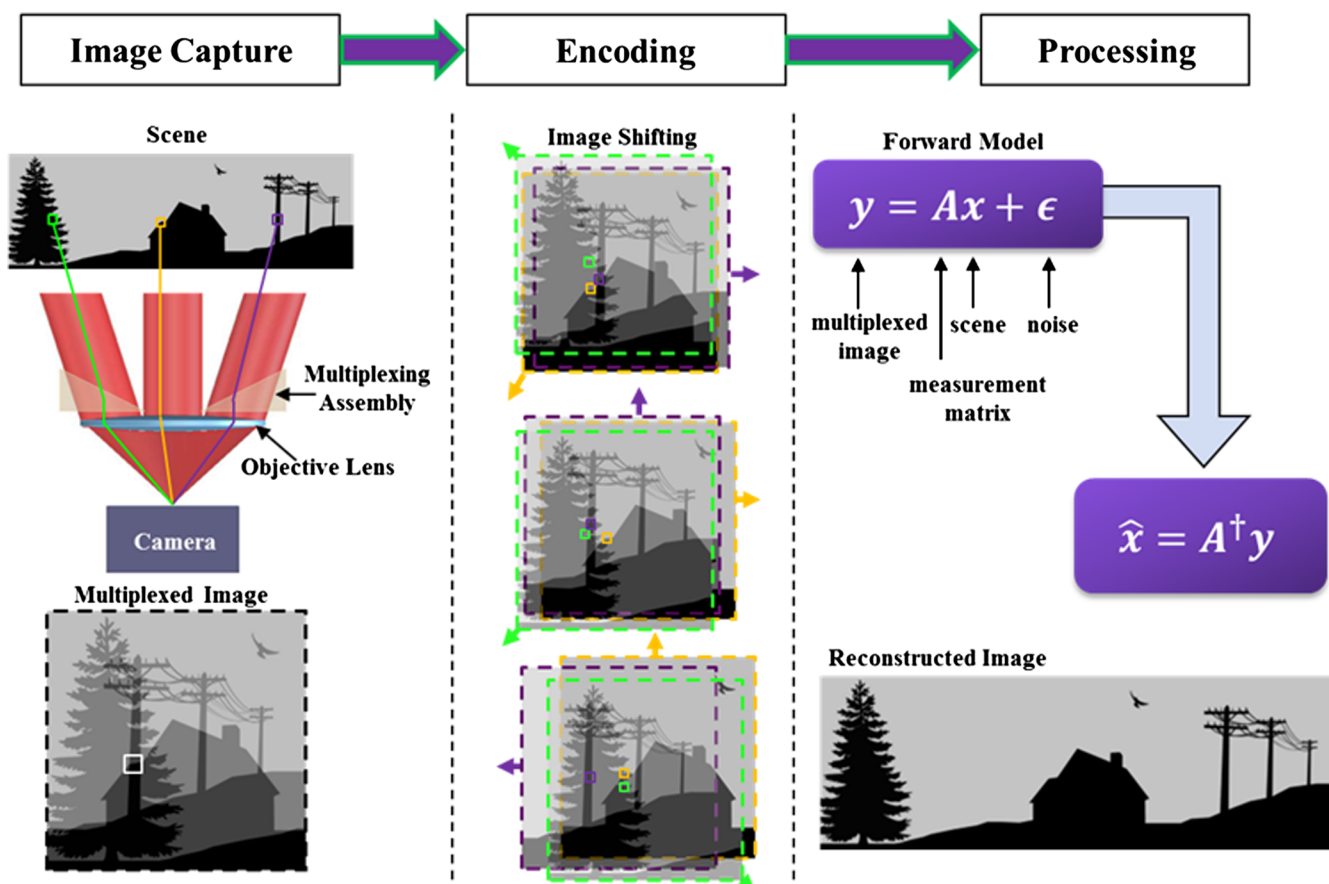 Image Capture
Encoding
Processing
Scene
Multiplexing
Assembly
Objective Lens
Camera
Multiplexed Image
Image Shifting
Forward Model
y = Ax + ϵ
multiplexed
image
scene
noise
measurement
matrix
x̂ = A†y
Reconstructed Image